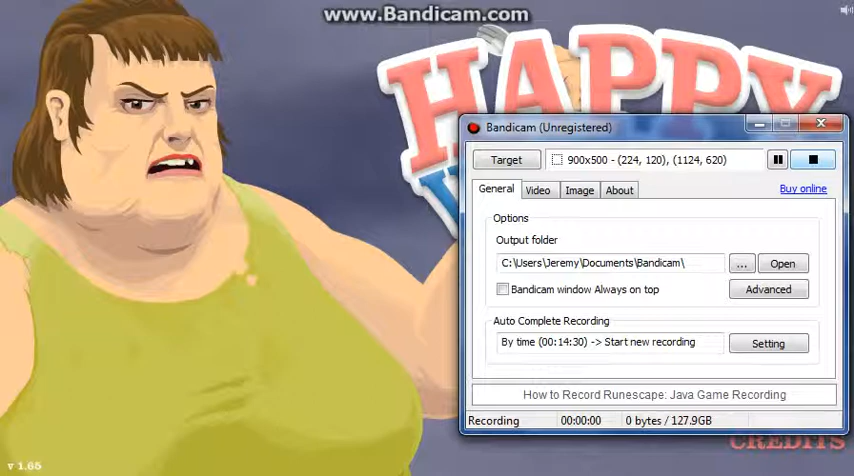 www.Bandicam.com
HAPPY
Bandicam (Unregistered)
Target
900x500 - (224, 120), (1124, 620)
General
Video
Image
About
Buy online
Options
Output folder
C:\Users\Jeremy\Documents\Bandicam\
...
Open
Bandicam window Always on top
Advanced
Auto Complete Recording
By time (00:14:30) -> Start new recording
Setting
How to Record Runescape: Java Game Recording
Recording
00:00:00
0 bytes / 127.9GB
CREDITS
v 1.65